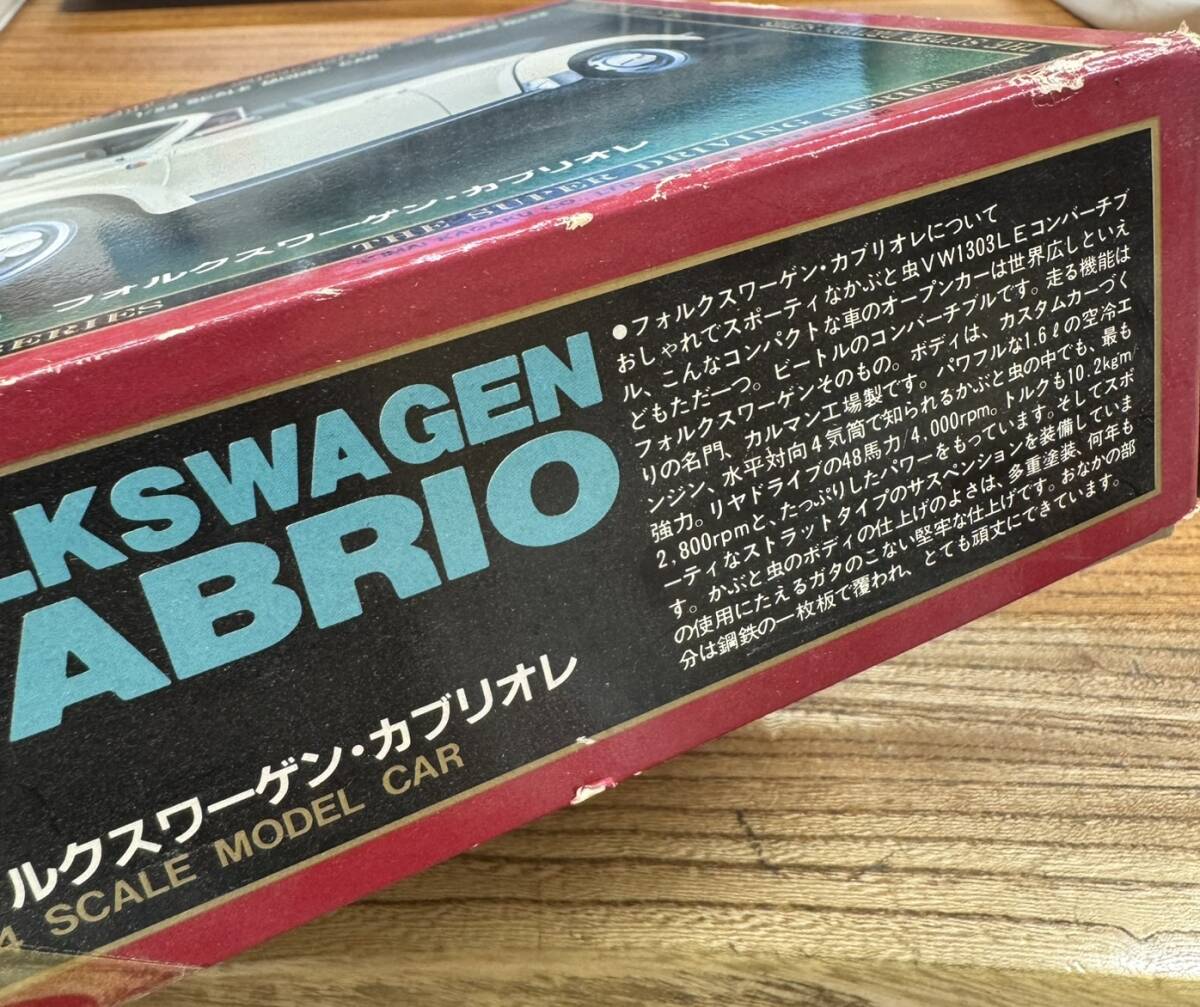 SCALE MODEL CAR
THE SUPER DRIVING SERIES
フォルクスワーゲン・カブリオレ
THE SUPER DRIVING SERIES
SERIES
LKSWAGEN
ABRIO
ルクスワーゲン・カブリオレ
4 SCALE MODEL CAR
●フォルクスワーゲン・カブリオレについて
おしゃれでスポーティなかぶと虫VW1303LEコンバーチブ
ル、こんなコンパクトな車のオープンカーは世界広しといえ
どもただ一つ。ビートルのコンバーチブルです。走る機能は
フォルクスワーゲンそのもの。ボディは、カスタムカーづく
りの名門、カルマン工場製です。パワフルな1.6ℓの空冷エ
ンジン、水平対向4気筒で知られるかぶと虫の中でも、最も
強力。リヤドライブの48馬力/4,000rpm。トルクも10.2kgm/
2,800rpmと、たっぷりしたパワーをもっています。そしてスポ
ーティなストラットタイプのサスペンションを装備していま
す。かぶと虫のボディの仕上げのよさは、多重塗装、何年も
の使用にたえるガタのこない堅牢な仕上げです。おなかの部
分は鋼鉄の一枚板で覆われ、とても頑丈にできています。